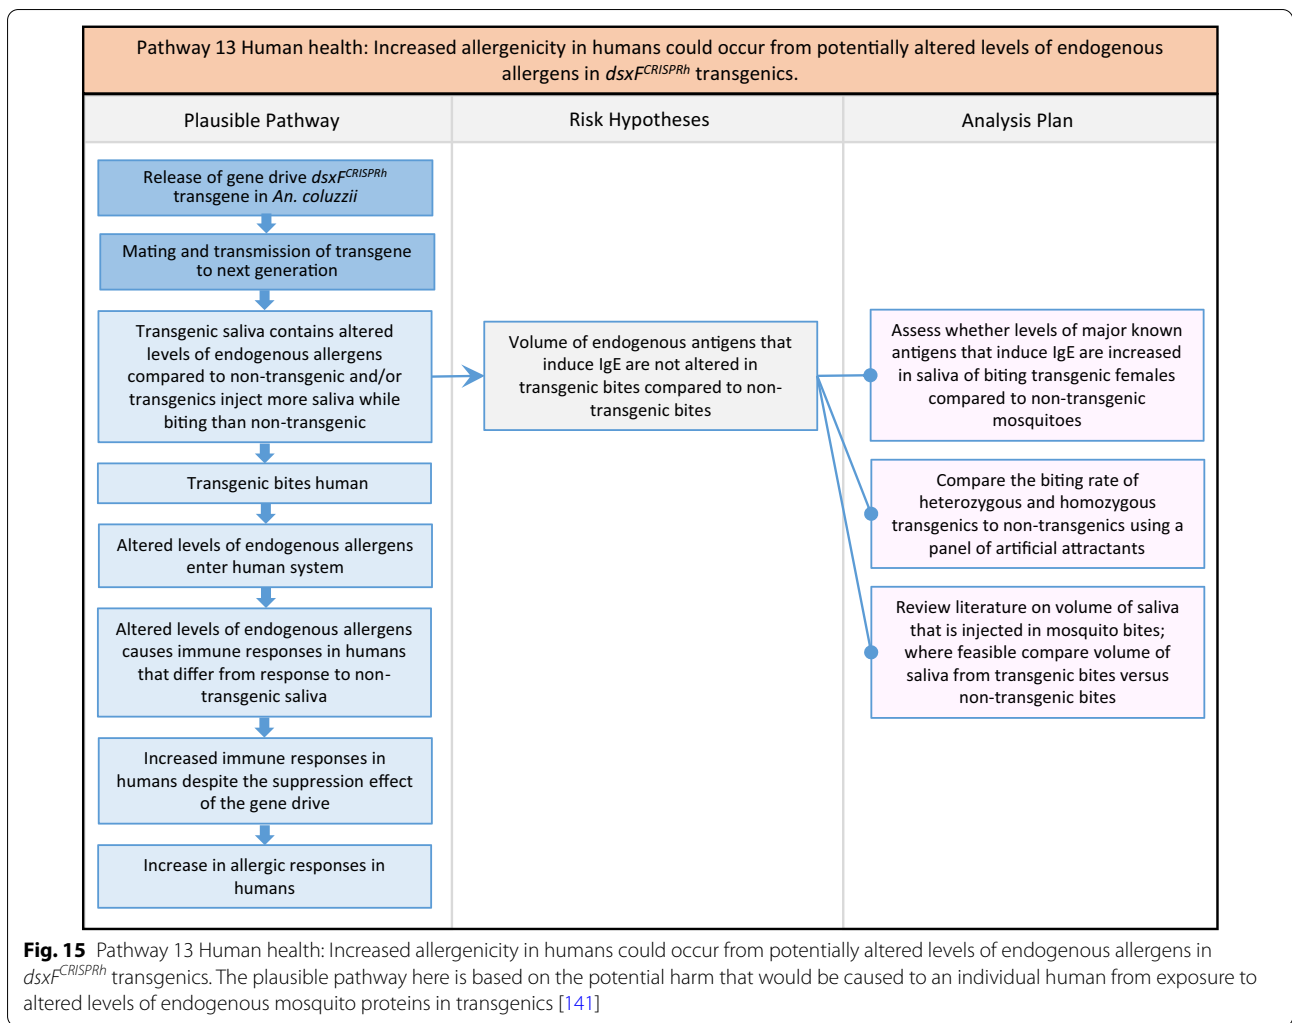 Pathway 13 Human health: Increased allergenicity in humans could occur from potentially altered levels of endogenous
allergens in dsxF^CRISPRh transgenics.
Plausible Pathway
Risk Hypotheses
Analysis Plan
Release of gene drive dsxF^CRISPRh
transgene in An. coluzzii
Mating and transmission of transgene
to next generation
Transgenic saliva contains altered
levels of endogenous allergens
compared to non-transgenic and/or
transgenics inject more saliva while
biting than non-transgenic
Transgenic bites human
Altered levels of endogenous allergens
enter human system
Altered levels of endogenous allergens
causes immune responses in humans
that differ from response to non-
transgenic saliva
Increased immune responses in
humans despite the suppression effect
of the gene drive
Increase in allergic responses in
humans
Volume of endogenous antigens that
induce IgE are not altered in
transgenic bites compared to non-
transgenic bites
Assess whether levels of major known
antigens that induce IgE are increased
in saliva of biting transgenic females
compared to non-transgenic
mosquitoes
Compare the biting rate of
heterozygous and homozygous
transgenics to non-transgenics using a
panel of artificial attractants
Review literature on volume of saliva
that is injected in mosquito bites;
where feasible compare volume of
saliva from transgenic bites versus
non-transgenic bites
Fig. 15 Pathway 13 Human health: Increased allergenicity in humans could occur from potentially altered levels of endogenous allergens in
dsxF^CRISPRh transgenics. The plausible pathway here is based on the potential harm that would be caused to an individual human from exposure to
altered levels of endogenous mosquito proteins in transgenics [141]